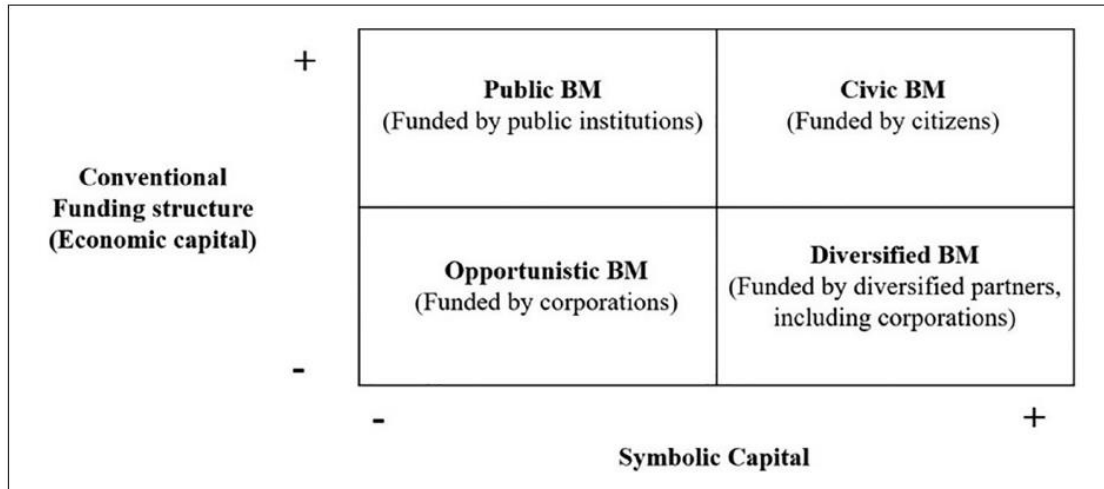 +
Public BM
(Funded by public institutions)
Civic BM
(Funded by citizens)
Conventional
Funding structure
(Economic capital)
Opportunistic BM
(Funded by corporations)
Diversified BM
(Funded by diversified partners,
including corporations)
-
-
+
Symbolic Capital